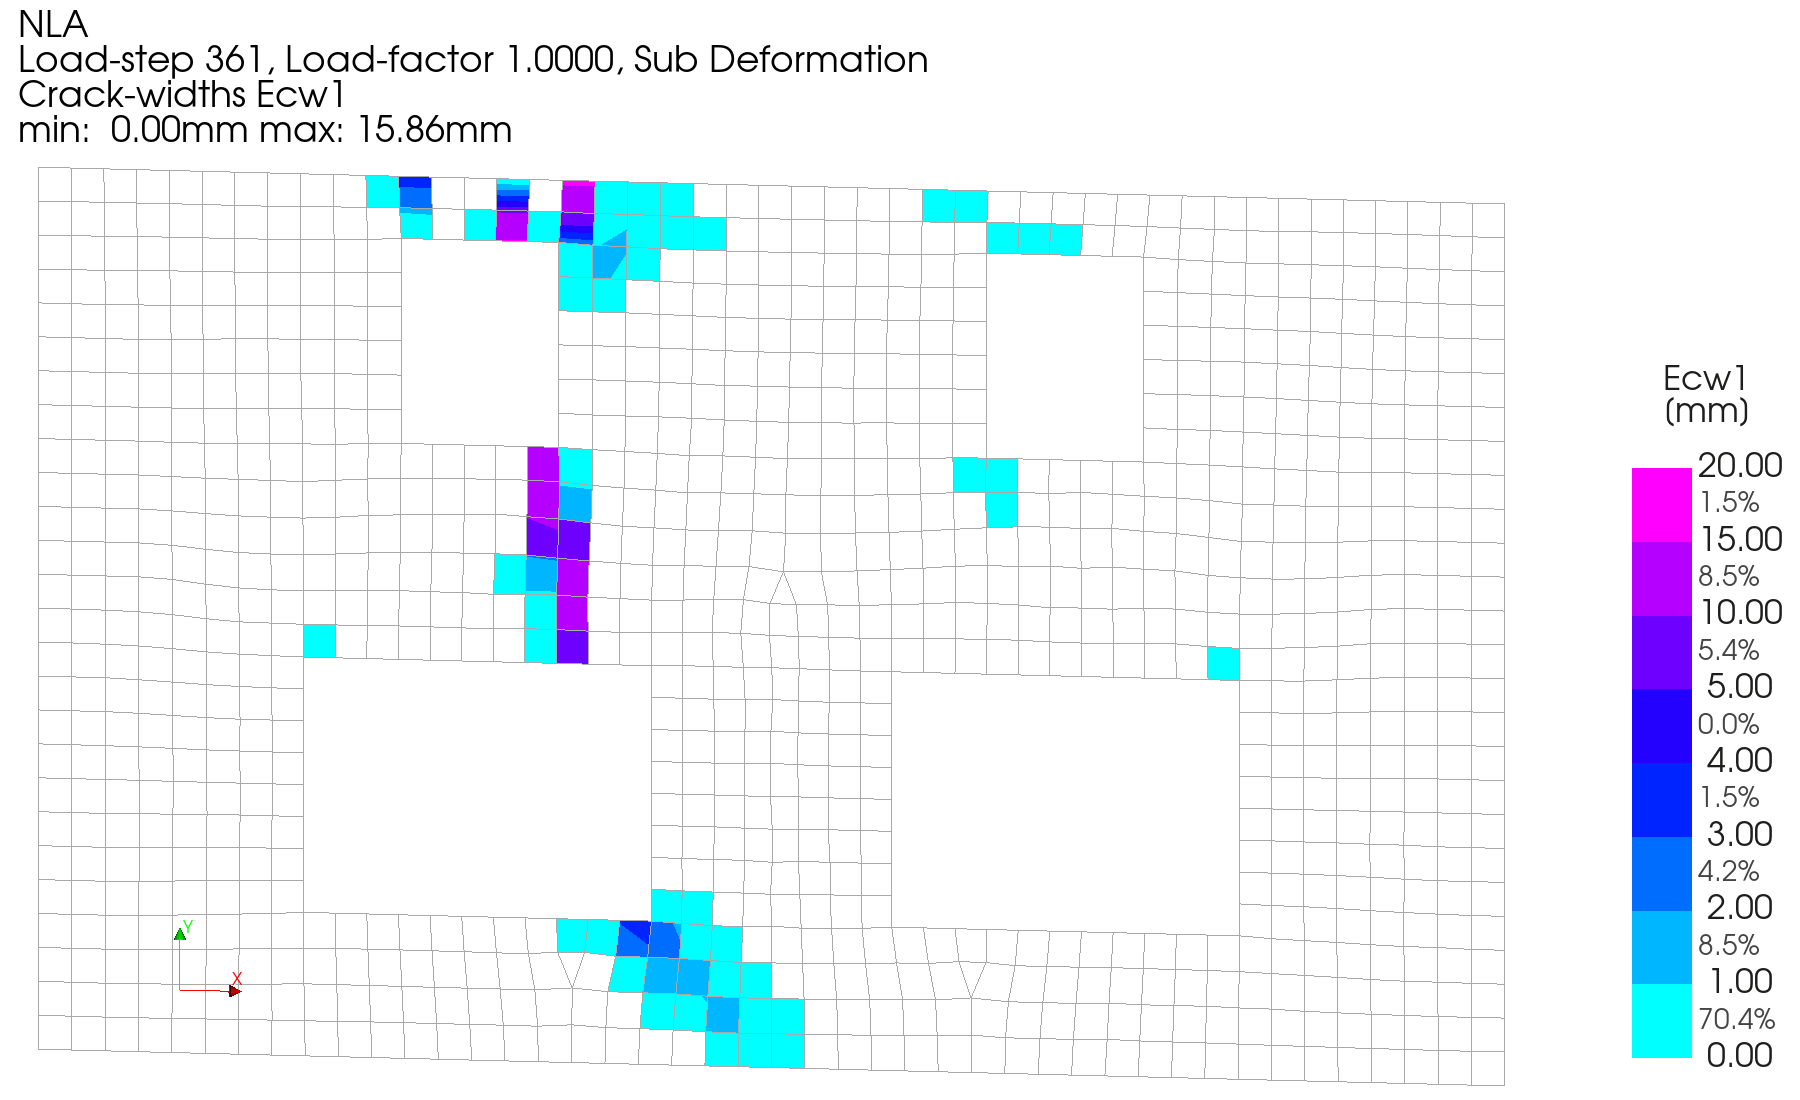 NLA
Load-step 361, Load-factor 1.0000, Sub Deformation
Crack-widths Ecw1
min:  0.00mm max: 15.86mm
Ecw1
(mm)
20.00
1.5%
15.00
8.5%
10.00
5.4%
5.00
0.0%
4.00
1.5%
3.00
4.2%
2.00
8.5%
1.00
70.4%
0.00
Y
X